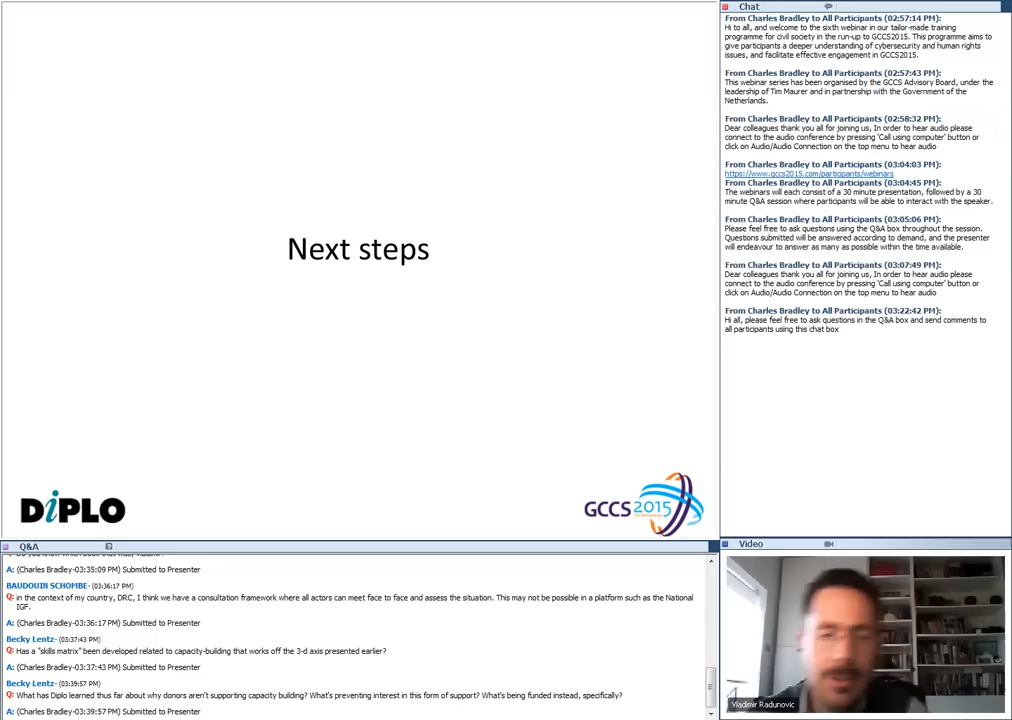 Next steps
DiPLO
GCCS 2015
Chat
From Charles Bradley to All Participants (02:57:14 PM):
Hi to all, and welcome to the sixth webinar in our tailor-made training
programme for civil society in the run-up to GCCS2015. This programme aims to
give participants a deeper understanding of cybersecurity and human rights
issues, and facilitate effective engagement in GCCS2015.
From Charles Bradley to All Participants (02:57:43 PM):
This webinar series has been organised by the GCCS Advisory Board, under the
leadership of Tim Maurer and in partnership with the Government of the
Netherlands.
From Charles Bradley to All Participants (02:58:32 PM):
Dear colleagues thank you all for joining us, In order to hear audio please
connect to the audio conference by pressing 'Call using computer' button or
click on Audio/Audio Connection on the top menu to hear audio
From Charles Bradley to All Participants (03:04:03 PM):
https://www.gccs2015.com/participants/webinars
From Charles Bradley to All Participants (03:04:45 PM):
The webinars will each consist of a 30 minute presentation, followed by a 30
minute Q&A session where participants will be able to interact with the speaker.
From Charles Bradley to All Participants (03:05:06 PM):
Please feel free to ask questions using the Q&A box throughout the session.
Questions submitted will be answered according to demand, and the presenter
will endeavour to answer as many as possible within the time available.
From Charles Bradley to All Participants (03:07:49 PM):
Dear colleagues thank you all for joining us, In order to hear audio please
connect to the audio conference by pressing 'Call using computer' button or
click on Audio/Audio Connection on the top menu to hear audio
From Charles Bradley to All Participants (03:22:42 PM):
Hi all, please feel free to ask questions in the Q&A box and send comments to
all participants using this chat box
Q&A
A: (Charles Bradley-03:35:09 PM) Submitted to Presenter
BAUDOUIN SCHOMBE- (03:36:17 PM)
Q: in the context of my country, DRC, I think we have a consultation framework where all actors can meet face to face and assess the situation. This may not be possible in a platform such as the National
IGF.
A: (Charles Bradley-03:36:17 PM) Submitted to Presenter
Becky Lentz- (03:37:43 PM)
Q: Has a "skills matrix" been developed related to capacity-building that works off the 3-d axis presented earlier?
A: (Charles Bradley-03:37:43 PM) Submitted to Presenter
Becky Lentz- (03:39:57 PM)
Q: What has Diplo learned thus far about why donors aren't supporting capacity building? What's preventing interest in this form of support? What's being funded instead, specifically?
A: (Charles Bradley-03:39:57 PM) Submitted to Presenter
Video
Vladimir Radunovic